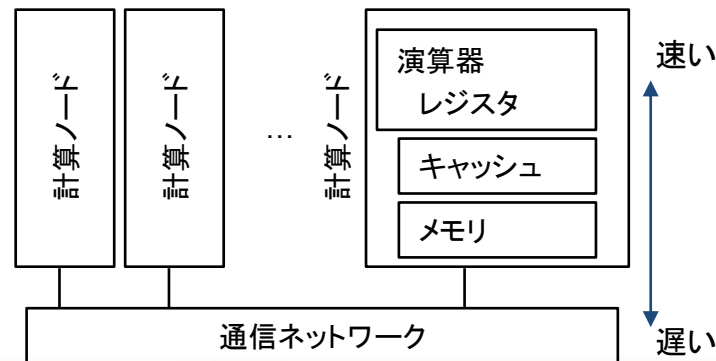 計算ノード
計算ノード
…
計算ノード
演算器
レジスタ
キャッシュ
メモリ
速い
通信ネットワーク
遅い